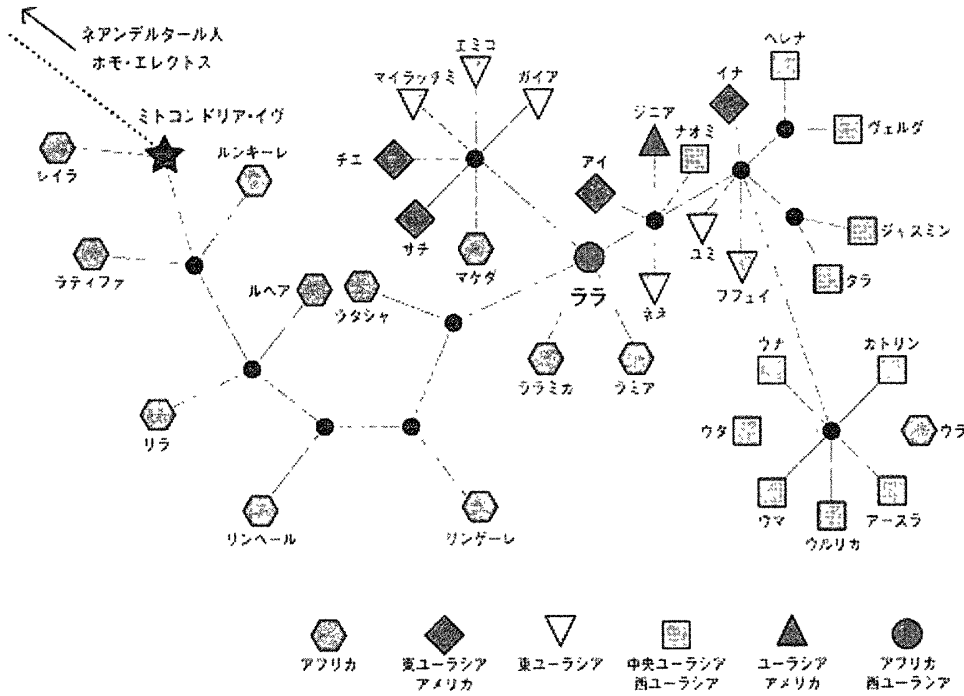 ネアンデルタール人
ホモ・エレクトス
ミトコンドリア・イヴ
レイラ
ルンキーレ
ラティファ
エミコ
マイラッチミ
ガイア
チエ
サチ
マケダ
ヘレナ
イナ
ジニア
ナオミ
ヴェルダ
アイ
ユミ
ジャスミン
タラ
フフェイ
ネネ
ララ
ルヘア
ラタシャ
ララミカ
ラミア
リラ
リンヘール
リンゲーレ
ウナ
カトリン
ウタ
ウラ
ウマ
アースラ
ウルリカ
アフリカ
東ユーラシア
アメリカ
東ユーラシア
中央ユーラシア
西ユーラシア
ユーラシア
アメリカ
アフリカ
西ユーラシア